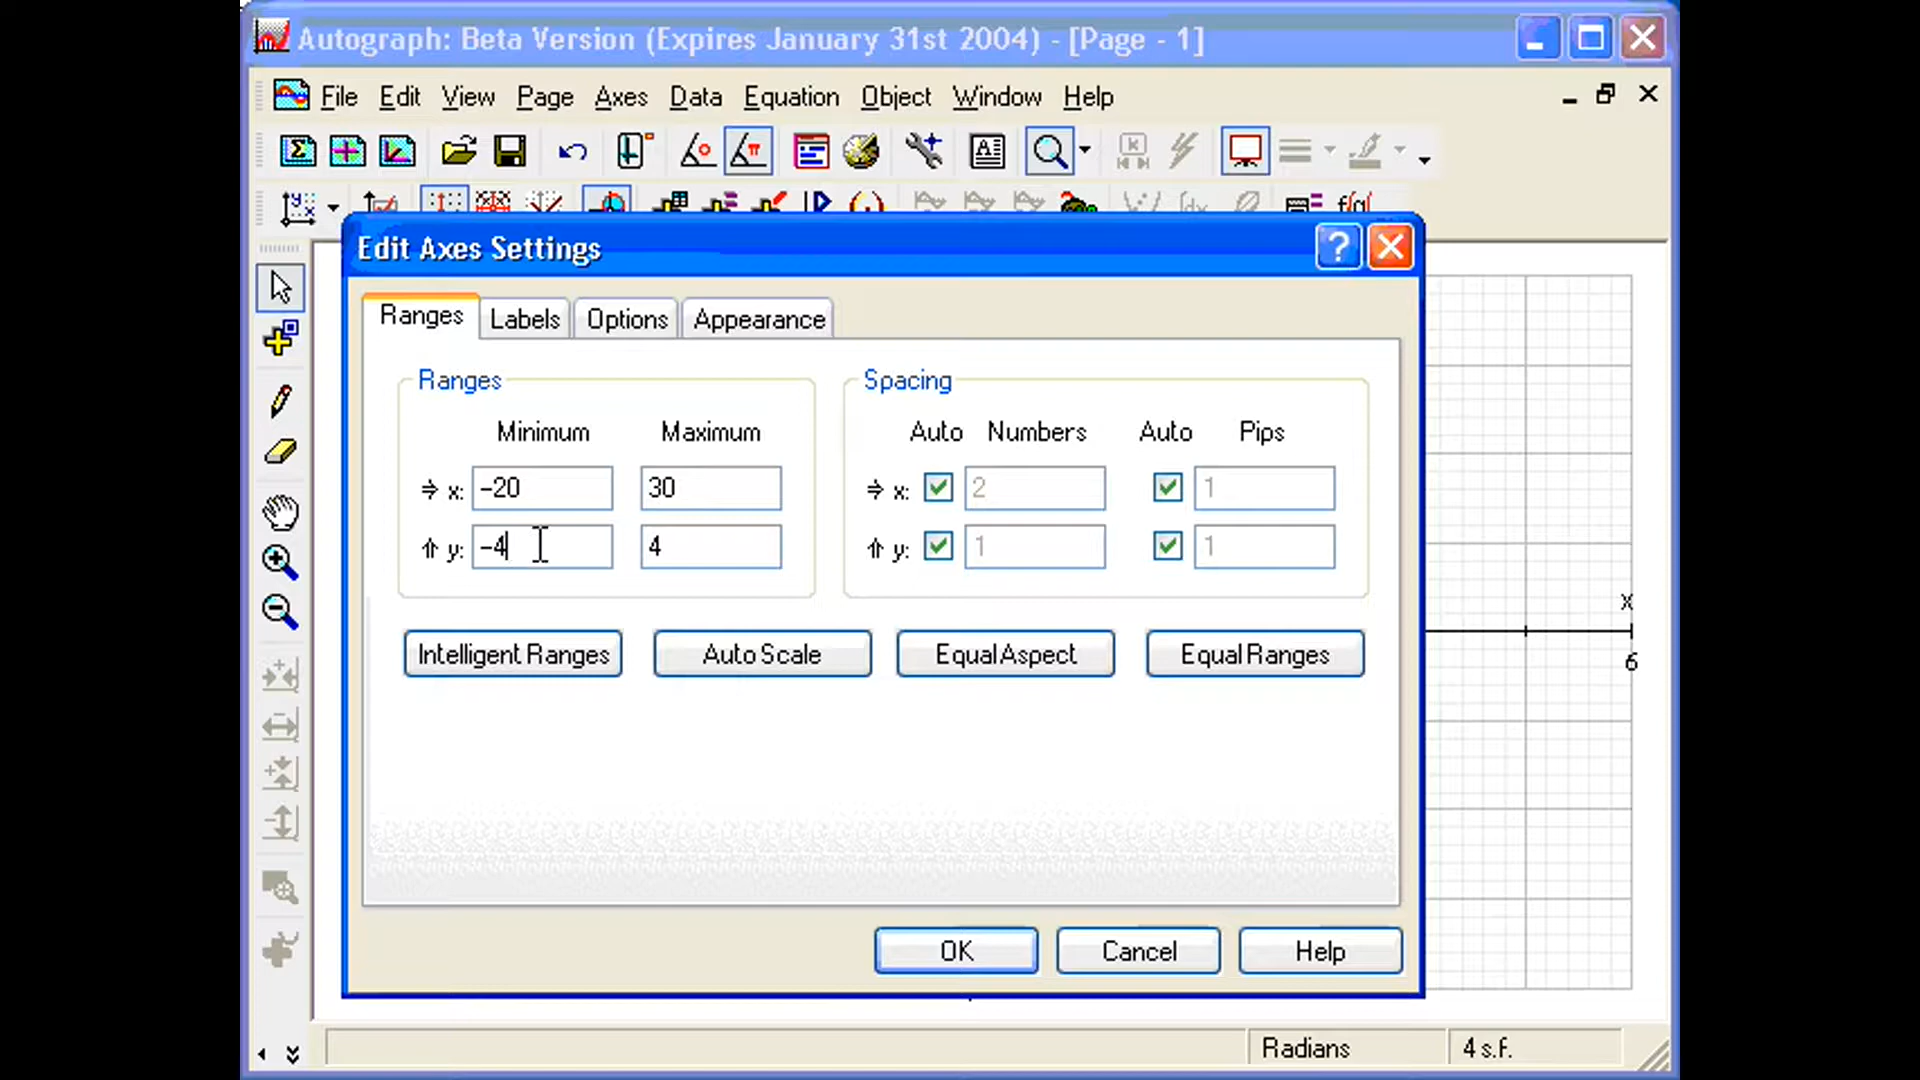 Autograph: Beta Version (Expires January 31st 2004) - [Page - 1]
File Edit View Page Axes Data Equation Object Window Help
Edit Axes Settings
Ranges Labels Options Appearance
Ranges Spacing
Minimum Maximum Auto Numbers Auto Pips
x: -20 30 x: 2 1
y: -4 4 y: 1 1
x
Intelligent Ranges Auto Scale Equal Aspect Equal Ranges
6
OK Cancel Help
Radians 4 s.f.